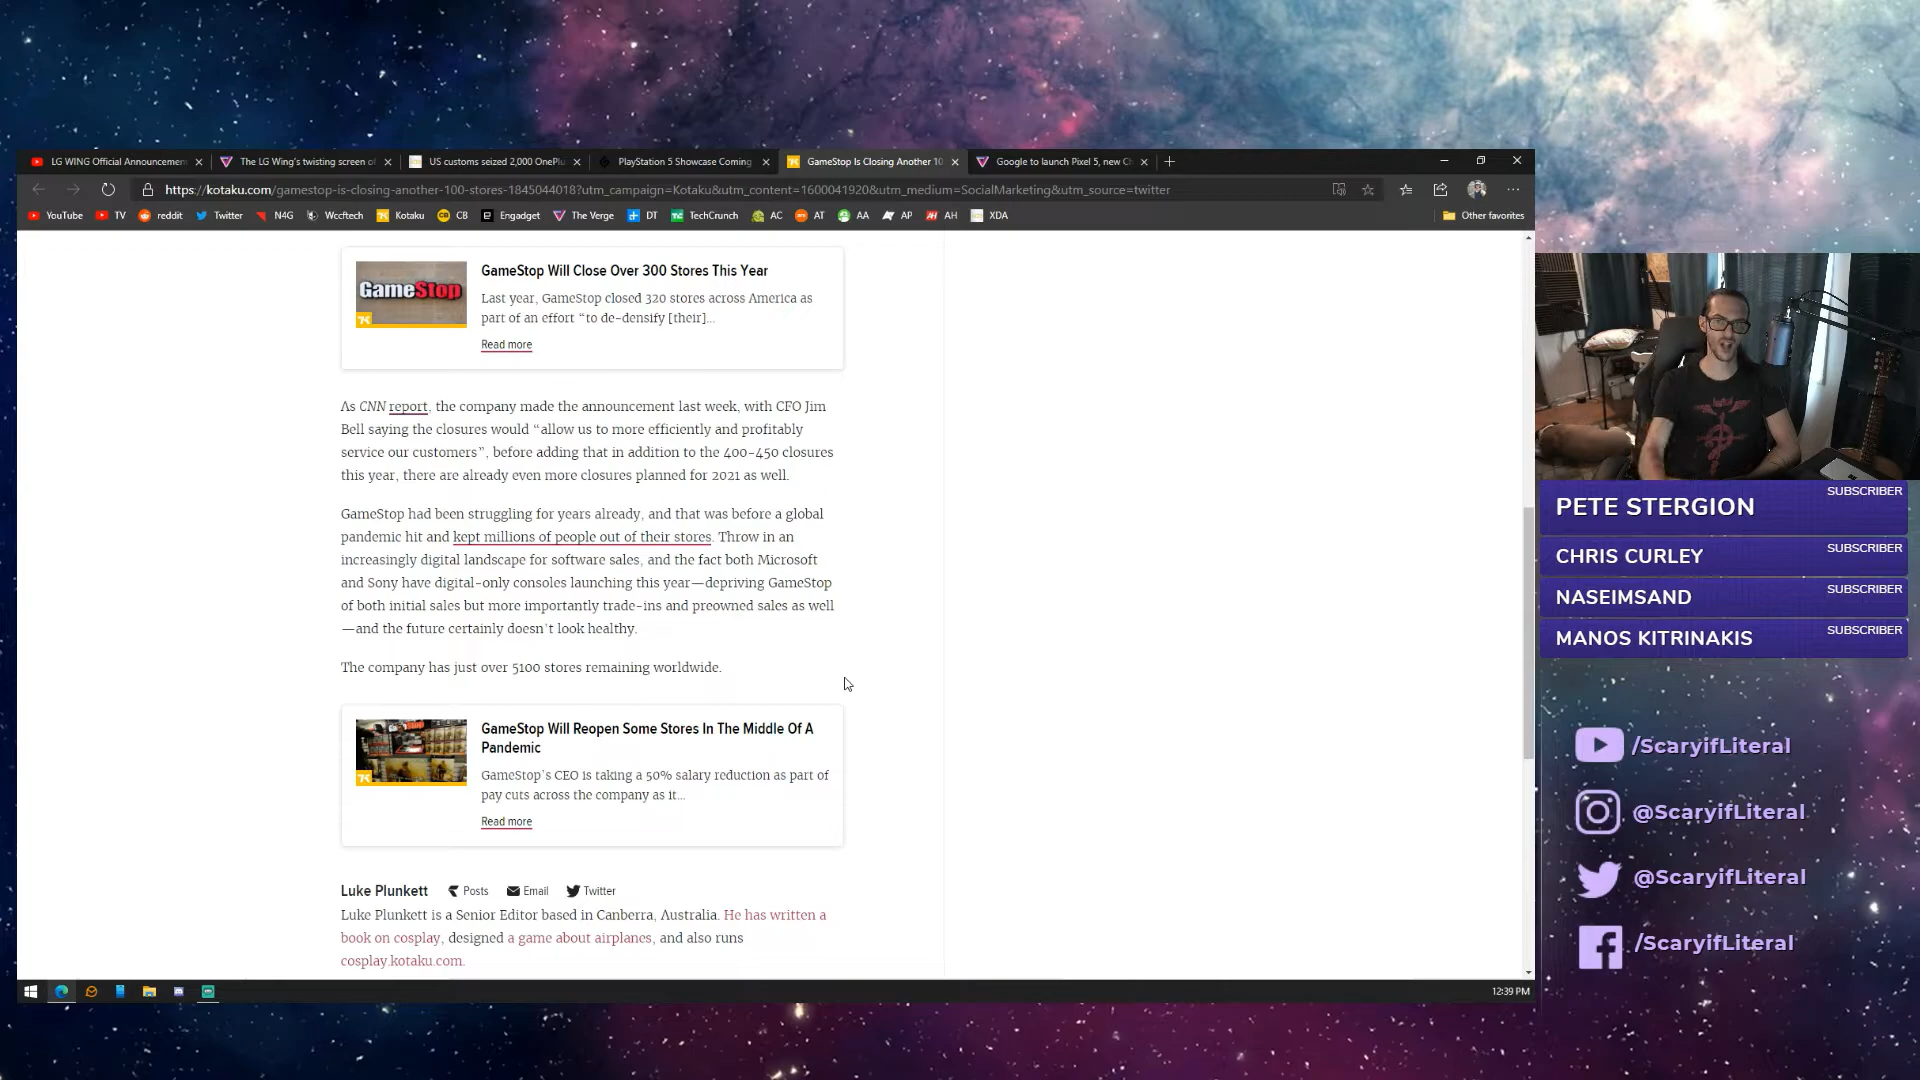 LG WING Official Announcemen
The LG Wing's twisting screen o
US customs seized 2,000 OnePlu
PlayStation 5 Showcase Coming
GameStop Is Closing Another 10
Google to launch Pixel 5, new Ch
https://kotaku.com/gamestop-is-closing-another-100-stores-1845044018?utm_campaign=Kotaku&utm_content=1600041920&utm_medium=SocialMarketing&utm_source=twitter
YouTube TV reddit Twitter N4G Wccftech Kotaku CB Engadget The Verge DT TechCrunch AC AT AA AP AH XDA Other favorites
GameStop
GameStop Will Close Over 300 Stores This Year
Last year, GameStop closed 320 stores across America as
part of an effort “to de-densify [their]...
Read more
As CNN report, the company made the announcement last week, with CFO Jim
Bell saying the closures would “allow us to more efficiently and profitably
service our customers”, before adding that in addition to the 400-450 closures
this year, there are already even more closures planned for 2021 as well.
GameStop had been struggling for years already, and that was before a global
pandemic hit and kept millions of people out of their stores. Throw in an
increasingly digital landscape for software sales, and the fact both Microsoft
and Sony have digital-only consoles launching this year—depriving GameStop
of both initial sales but more importantly trade-ins and preowned sales as well
—and the future certainly doesn't look healthy.
The company has just over 5100 stores remaining worldwide.
GameStop Will Reopen Some Stores In The Middle Of A
Pandemic
GameStop's CEO is taking a 50% salary reduction as part of
pay cuts across the company as it...
Read more
Luke Plunkett Posts Email Twitter
Luke Plunkett is a Senior Editor based in Canberra, Australia. He has written a
book on cosplay, designed a game about airplanes, and also runs
cosplay.kotaku.com.
12:39 PM
PETE STERGION SUBSCRIBER
CHRIS CURLEY SUBSCRIBER
NASEIMSAND SUBSCRIBER
MANOS KITRINAKIS SUBSCRIBER
/ScaryifLiteral
@ScaryifLiteral
@ScaryifLiteral
/ScaryifLiteral